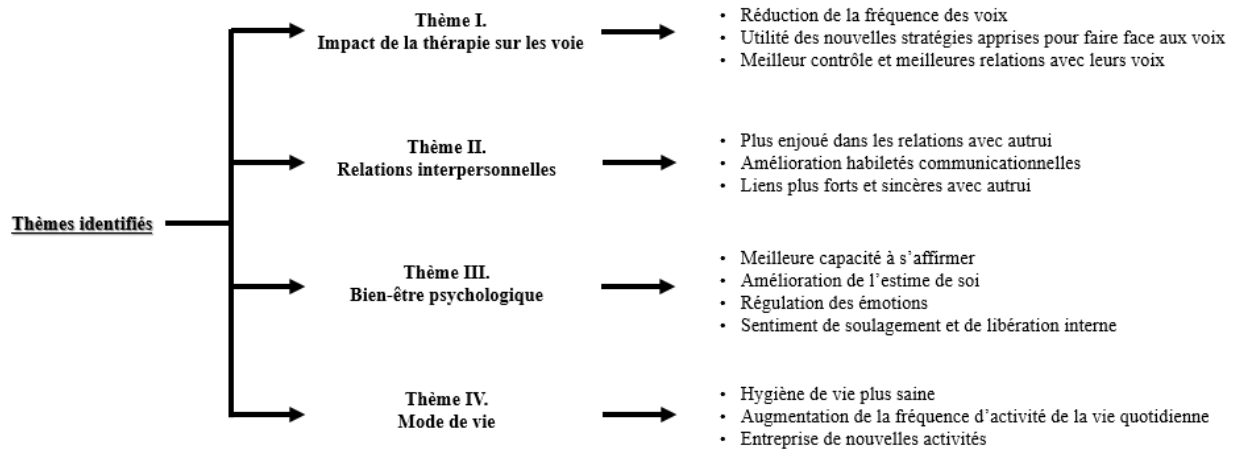 Thème I.
Impact de la thérapie sur les voie
• Réduction de la fréquence des voix
• Utilité des nouvelles stratégies apprises pour faire face aux voix
• Meilleur contrôle et meilleures relations avec leurs voix
Thème II.
Relations interpersonnelles
• Plus enjoué dans les relations avec autrui
• Amélioration habiletés communicationnelles
• Liens plus forts et sincères avec autrui
Thèmes identifiés
Thème III.
Bien-être psychologique
• Meilleure capacité à s’affirmer
• Amélioration de l’estime de soi
• Régulation des émotions
• Sentiment de soulagement et de libération interne
Thème IV.
Mode de vie
• Hygiène de vie plus saine
• Augmentation de la fréquence d’activité de la vie quotidienne
• Entreprise de nouvelles activités